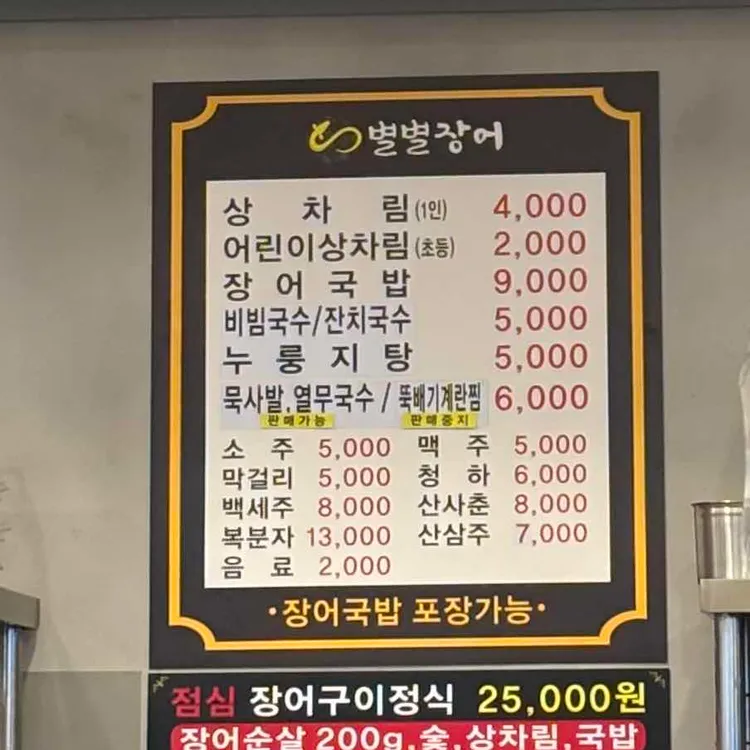 별별장어
상 차 림(1인) 4,000
어린이상차림(초등) 2,000
장 어 국 밥 9,000
비빔국수/잔치국수 5,000
누 룽 지 탕 5,000
묵사발,열무국수 / 뚝배기계란찜 6,000
판매가능 판매중지
소 주 5,000 맥 주 5,000
막걸리 5,000 청 하 6,000
백세주 8,000 산사춘 8,000
복분자 13,000 산삼주 7,000
음 료 2,000
·장어국밥 포장가능·
점심 장어구이정식 25,000원
장어순살 200g,숯,상차림,국밥